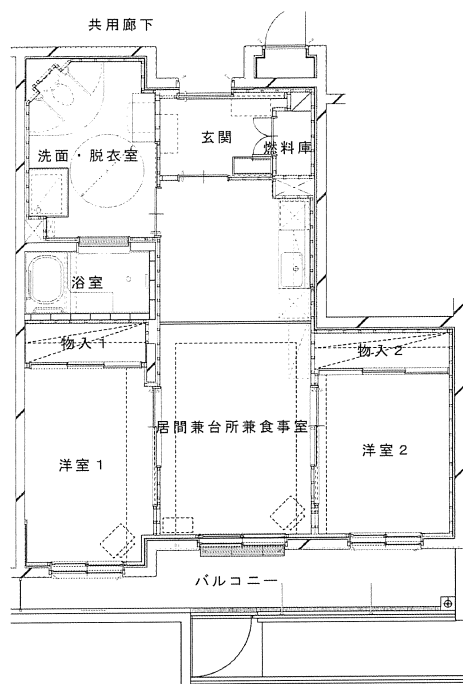 共用廊下
玄関
燃料庫
洗面・脱衣室
浴室
物入1
物入2
居間兼台所兼食事室
洋室1
洋室2
バルコニー